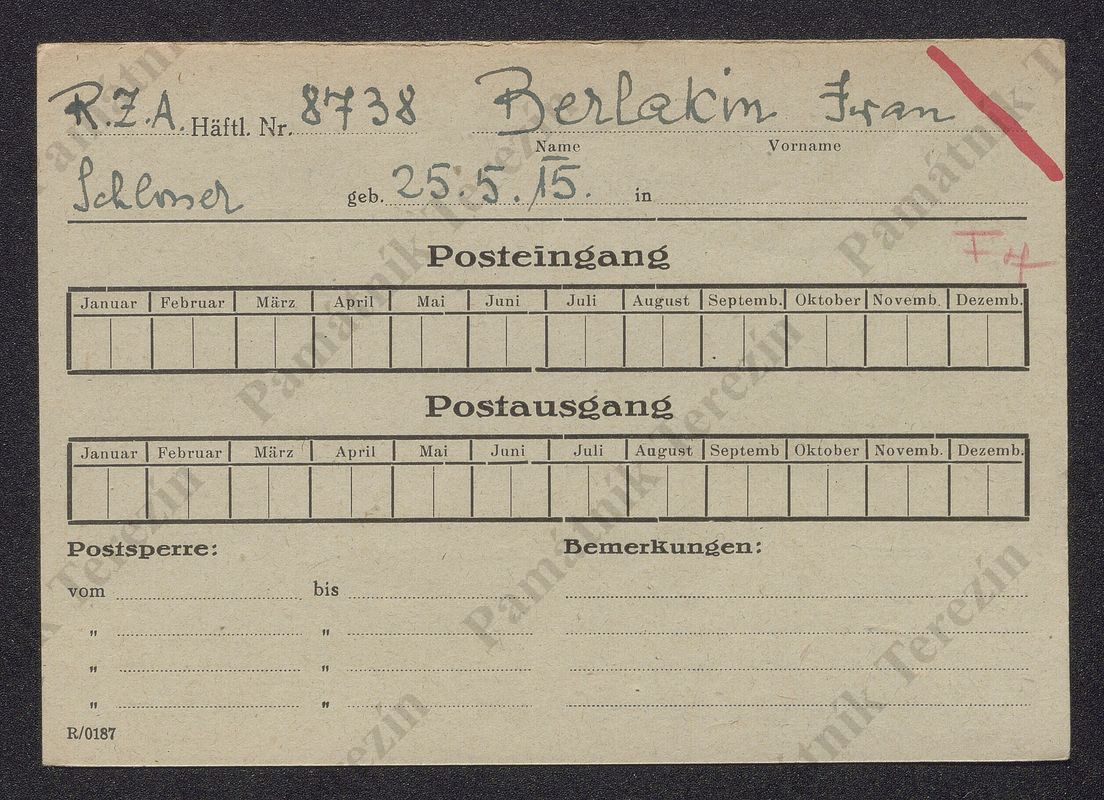 R.Z.A. Häftl. Nr. 8738 Berlakin Iwan
Name Vorname
Schlosser geb. 25.5.15. in
Posteingang
Januar Februar März April Mai Juni Juli August Septemb. Oktober Novemb. Dezemb.
Postausgang
Januar Februar März April Mai Juni Juli August Septemb Oktober Novemb. Dezemb.
Postsperre: Bemerkungen:
vom bis
„ „
„ „
„ „
R/0187
Památník Terezín